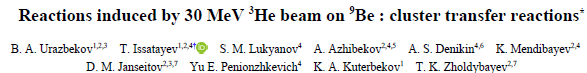 Reactions induced by 30 MeV ³He beam on ⁹Be : cluster transfer reactions*
B. A. Urazbekov¹,²,³ T. Issatayev¹,²,⁴† S. M. Lukyanov⁴ A. Azhibekov²,⁴,⁵ A. S. Denikin⁴,⁶ K. Mendibayev²,⁴
D. M. Janseitov²,³,⁷ Yu E. Penionzhkevich⁴ K. A. Kuterbekov¹ T. K. Zholdybayev²,⁷